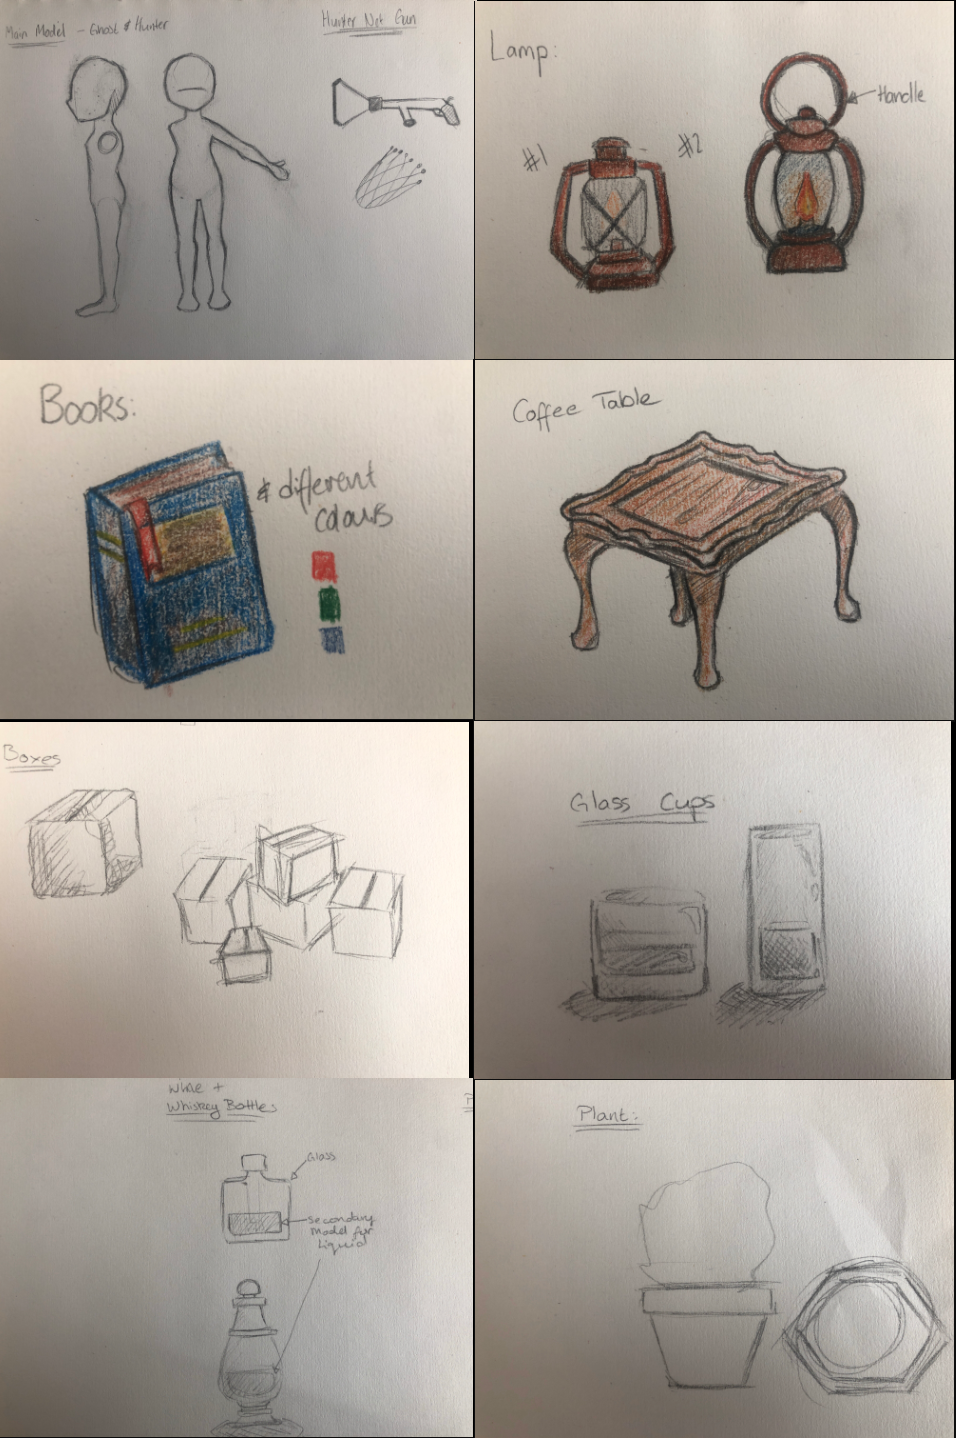 Main Model - Ghost & Hunter
Hunter Net Gun
Lamp:
Handle
#1
#2
Books:
& different
colours
Coffee Table
Boxes
Glass Cups
Wine +
Whiskey Bottles
Glass
Secondary
model for
Liquid
Plant: